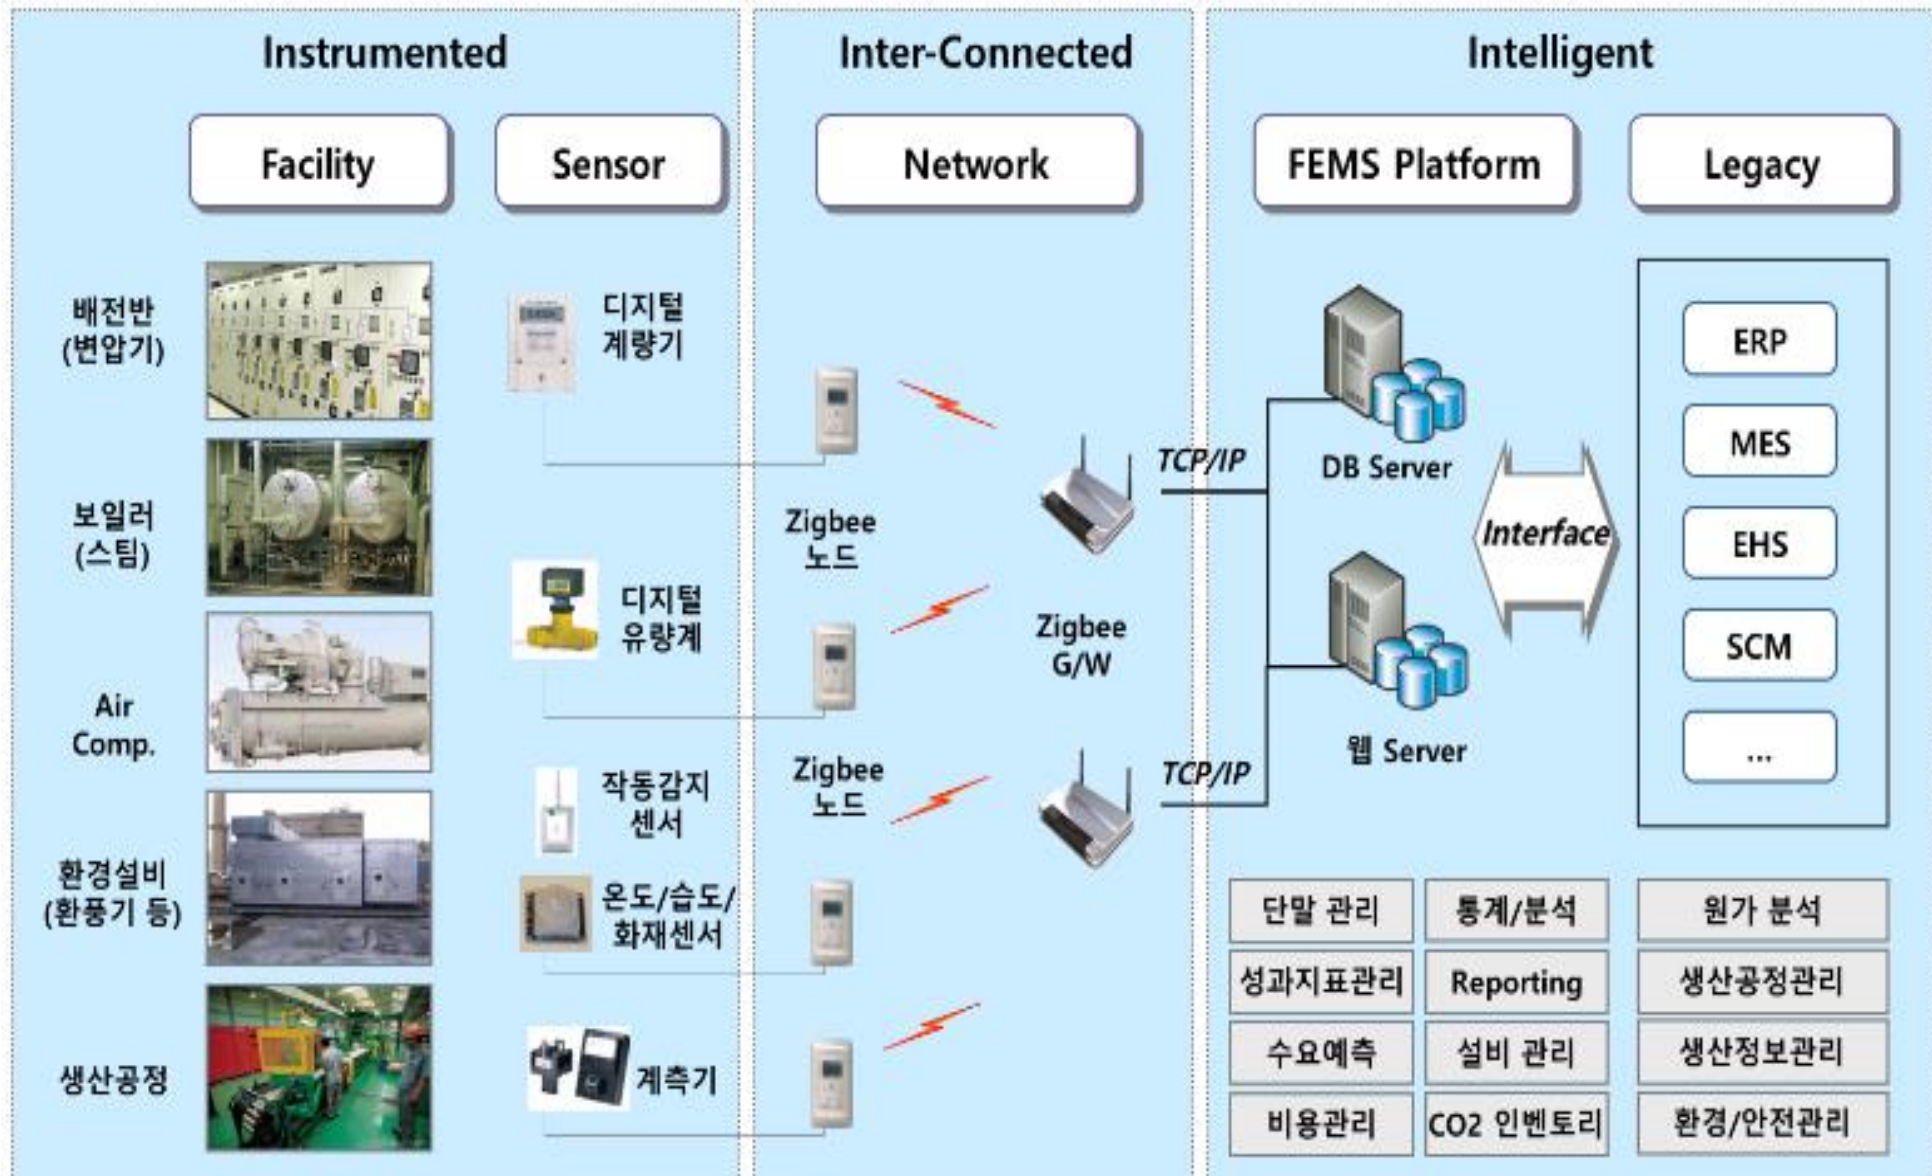 Instrumented
Inter-Connected
Intelligent
Facility
Sensor
Network
FEMS Platform
Legacy
배전반
(변압기)
디지털
계량기
보일러
(스팀)
디지털
유량계
Air
Comp.
작동감지
센서
환경설비
(환풍기 등)
온도/습도/
화재센서
생산공정
계측기
Zigbee
노드
Zigbee
노드
Zigbee
G/W
TCP/IP
TCP/IP
DB Server
웹 Server
Interface
ERP
MES
EHS
SCM
...
단말 관리
통계/분석
원가 분석
성과지표관리
Reporting
생산공정관리
수요예측
설비 관리
생산정보관리
비용관리
CO2 인벤토리
환경/안전관리